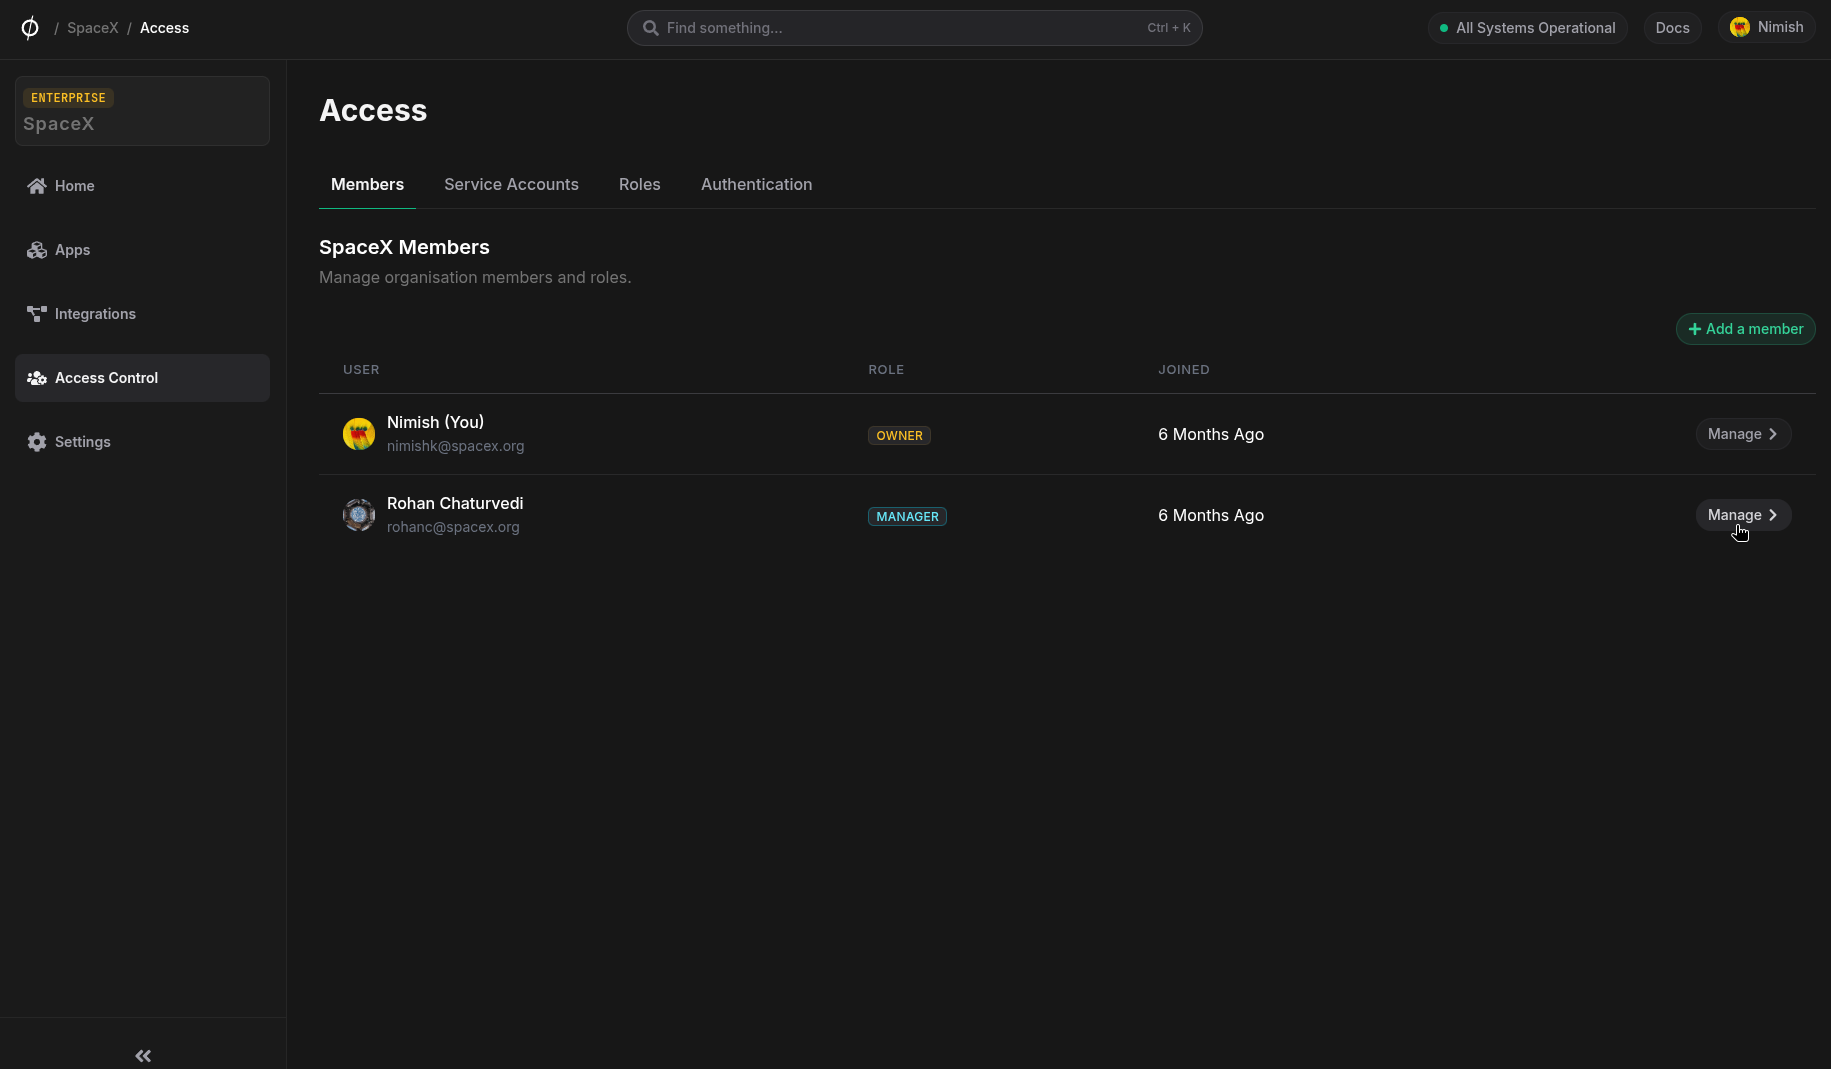 / SpaceX / Access
Find something...
Ctrl + K
All Systems Operational
Docs
Nimish
ENTERPRISE
SpaceX
Home
Apps
Integrations
Access Control
Settings
Access
Members
Service Accounts
Roles
Authentication
SpaceX Members
Manage organisation members and roles.
+ Add a member
USER
ROLE
JOINED
Nimish (You)
nimishk@spacex.org
OWNER
6 Months Ago
Manage
Rohan Chaturvedi
rohanc@spacex.org
MANAGER
6 Months Ago
Manage